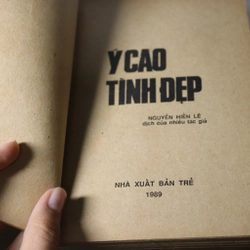 Ý CAO
TÌNH ĐẸP
NGUYỄN HIẾN LÊ
dịch của nhiều tác giả
NHÀ XUẤT BẢN TRẺ
1989